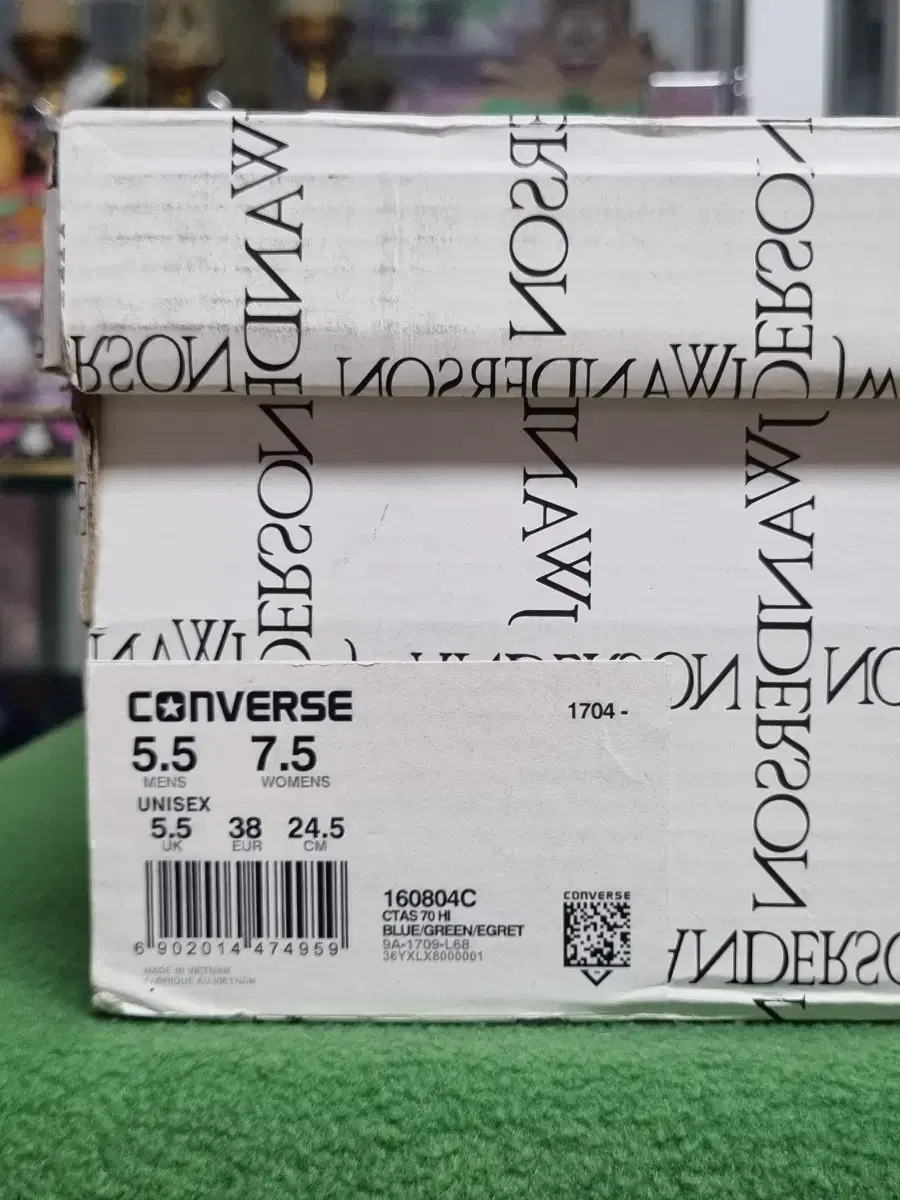 JWANDERSON
CONVERSE
1704 -
5.5 7.5
MENS WOMENS
UNISEX
5.5 38 24.5
UK EUR CM
6 902014 474959
MADE IN VIETNAM
FABRIQUE AU VIETNAM
160804C
CTAS 70 HI
BLUE/GREEN/EGRET
9A-1709-L68
36YXLX8000001
CONVERSE